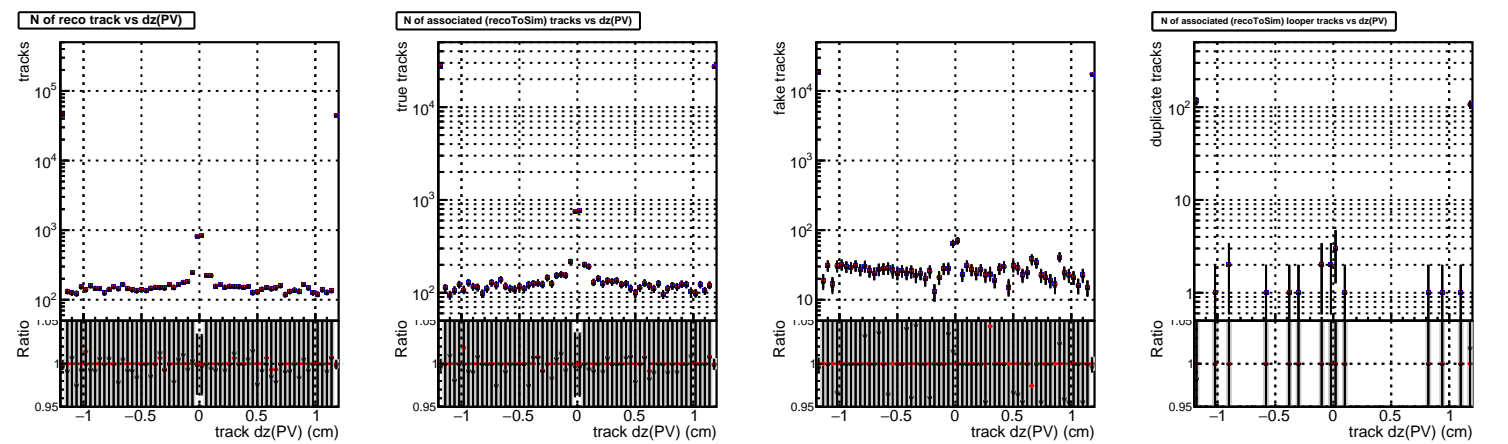 N of reco track vs dz(PV)
tracks
10^5
10^4
10^3
10^2
Ratio
1.05
1
0.95
−1 −0.5 0 0.5 1
track dz(PV) (cm)
N of associated (recoToSim) tracks vs dz(PV)
true tracks
10^4
10^3
10^2
Ratio
1.05
1
0.95
−1 −0.5 0 0.5 1
track dz(PV) (cm)
fake tracks
10^4
10^3
10^2
10
Ratio
1.05
1
0.95
−1 −0.5 0 0.5 1
track dz(PV) (cm)
N of associated (recoToSim) looper tracks vs dz(PV)
duplicate tracks
10^2
10
1
Ratio
1.05
1
0.95
−1 −0.5 0 0.5 1
track dz(PV) (cm)